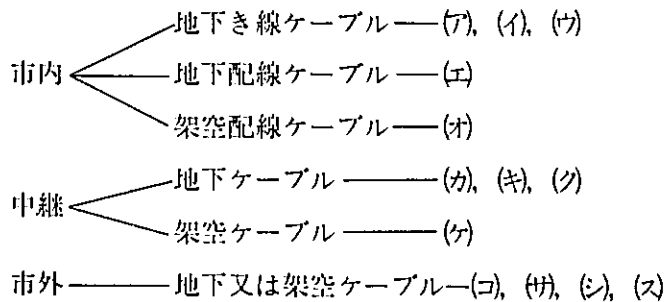 地下き線ケーブル――(ア), (イ), (ウ)
市内 地下配線ケーブル――(エ)
架空配線ケーブル――(オ)
地下ケーブル――(カ), (キ), (ク)
中継
架空ケーブル――(ケ)
市外――地下又は架空ケーブル―(コ), (サ), (シ), (ス)